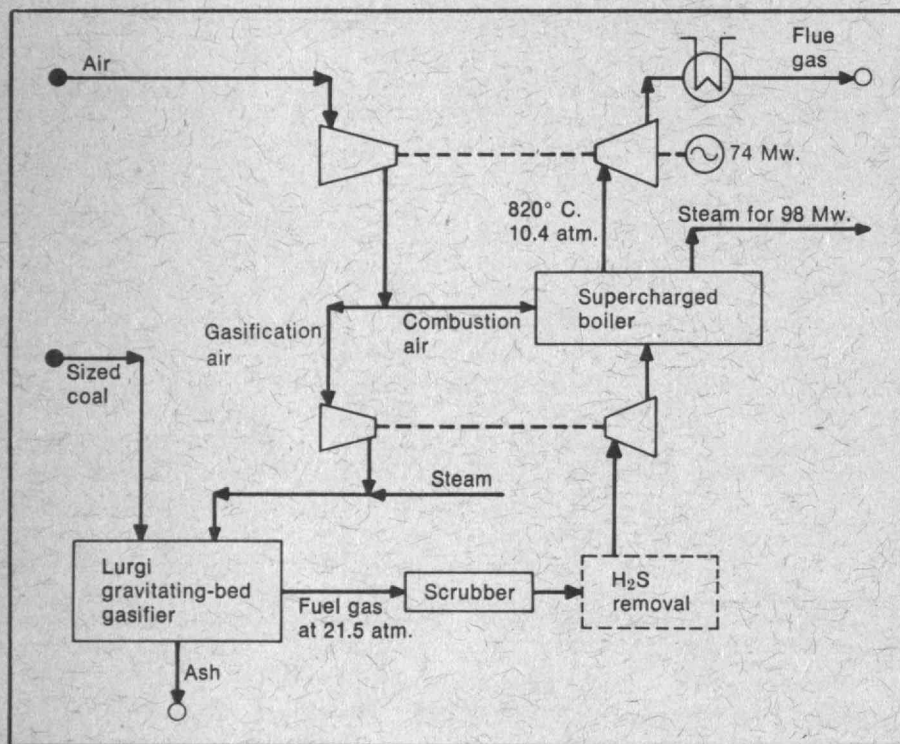 Air
Flue
gas
74 Mw.
820° C.
10.4 atm.
Steam for 98 Mw.
Supercharged
boiler
Gasification
air
Combustion
air
Sized
coal
Steam
Lurgi
gravitating-bed
gasifier
Fuel gas
at 21.5 atm.
Scrubber
H₂S
removal
Ash